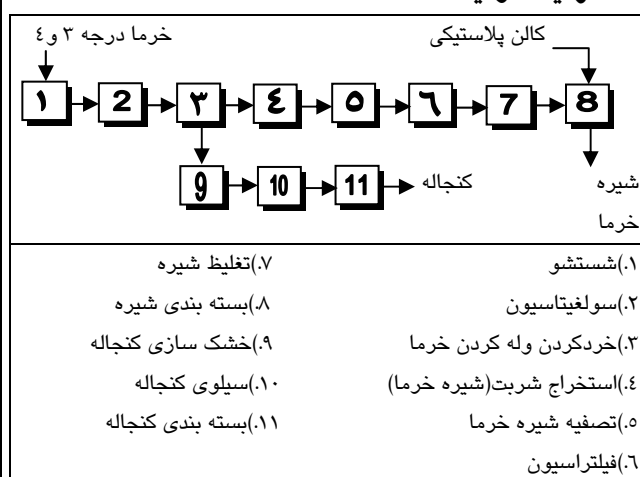 خرما درجه ۳ و٤
کالن پلاستیکی
۱ 2 ۳ ٤ ٥ ٦ 7 8
9 10 11 کنجاله
شیره
خرما
۱.)شستشو
۲.)سولفیتاسیون
۳.)خردکردن وله کردن خرما
٤.)استخراج شربت(شیره خرما)
٥.)تصفیه شیره خرما
٦.)فیلتراسیون
۷.)تغلیظ شیره
۸.)بسته بندی شیره
۹.)خشک سازی کنجاله
۱۰.)سیلوی کنجاله
۱۱.)بسته بندی کنجاله